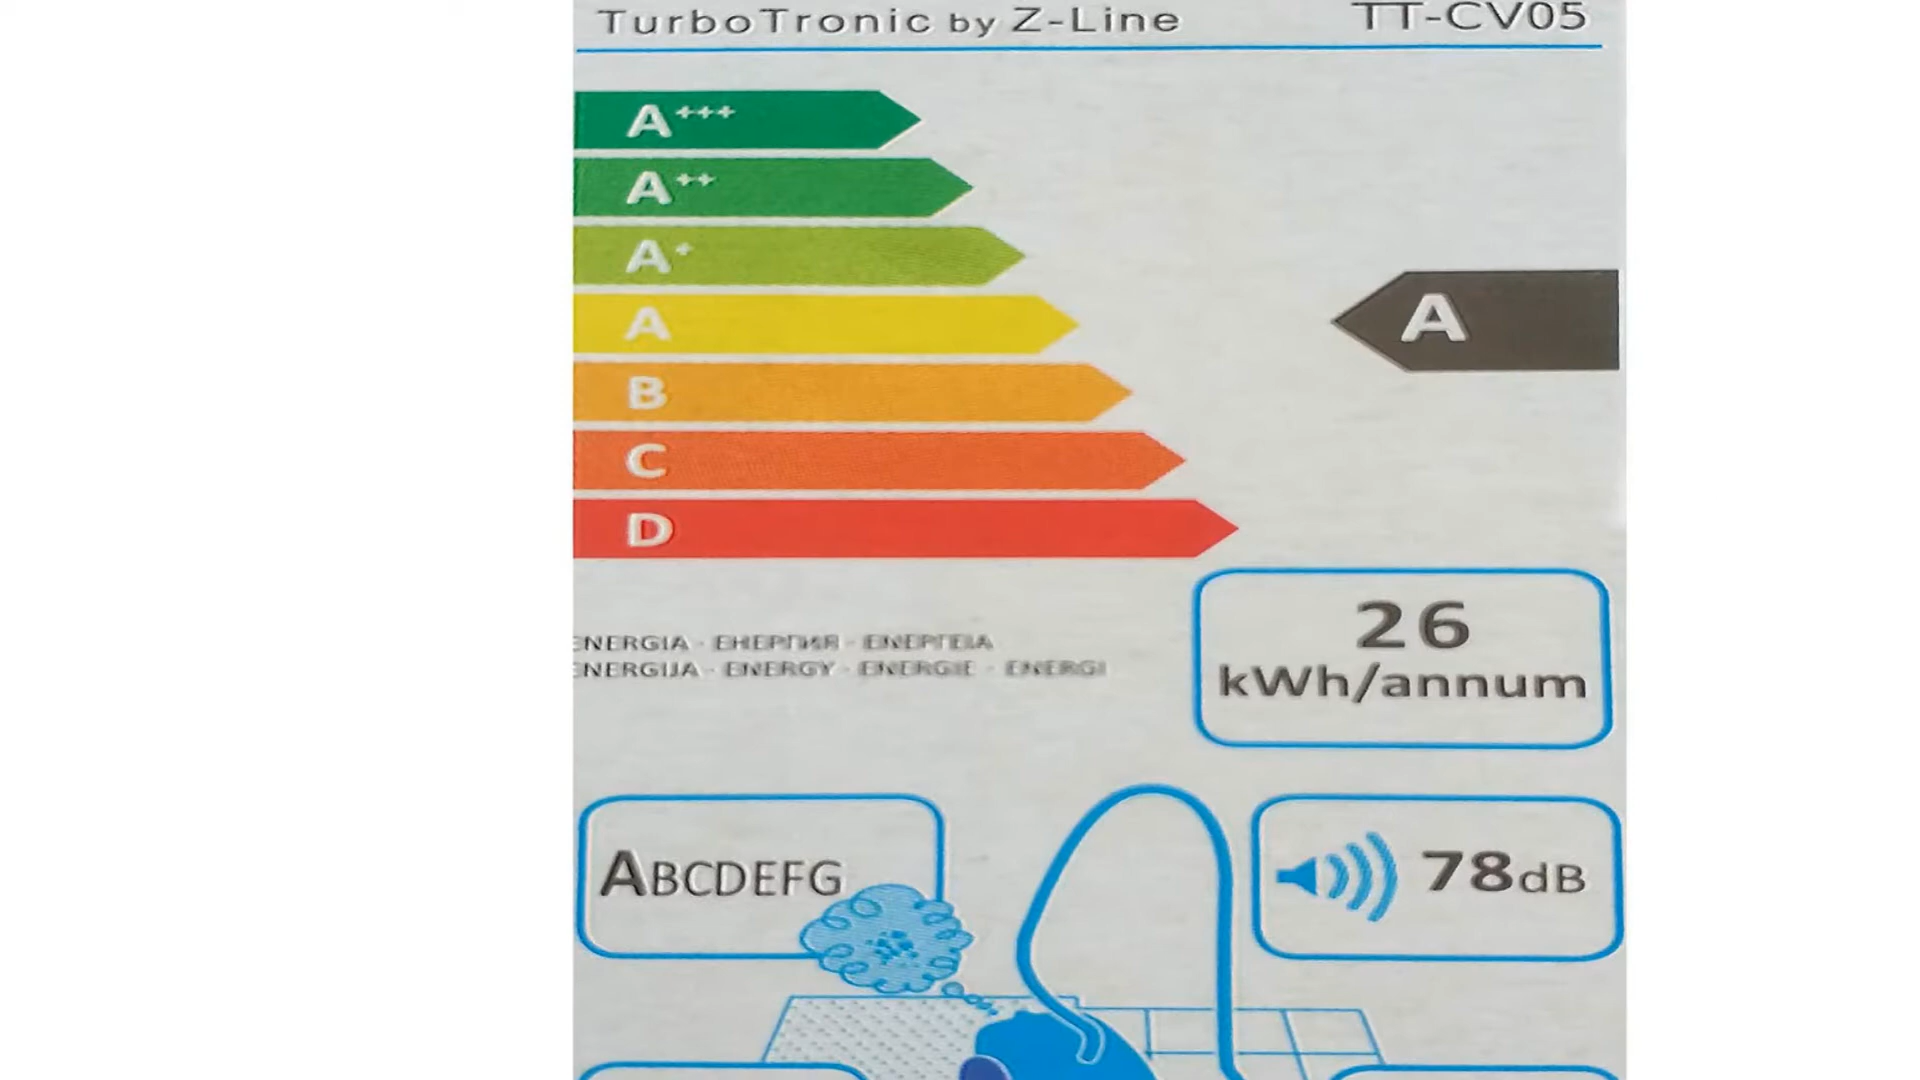 TurboTronic by Z-Line TT-CV05
A+++
A++
A+
A
A
B
C
D
ENERGIA · ЕНЕРГИЯ · ΕΝΕΡΓΕΙΑ
ENERGIJA · ENERGY · ENERGIE · ENERGI
26
kWh/annum
ABCDEFG
78dB